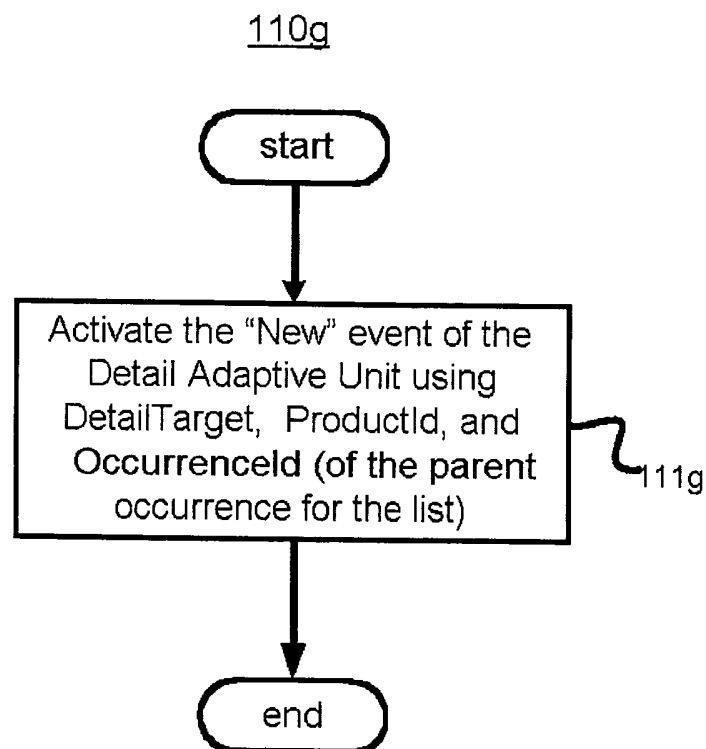 110g
start
Activate the “New” event of the
Detail Adaptive Unit using
DetailTarget, ProductId, and
OccurrenceId (of the parent
occurrence for the list)
111g
end